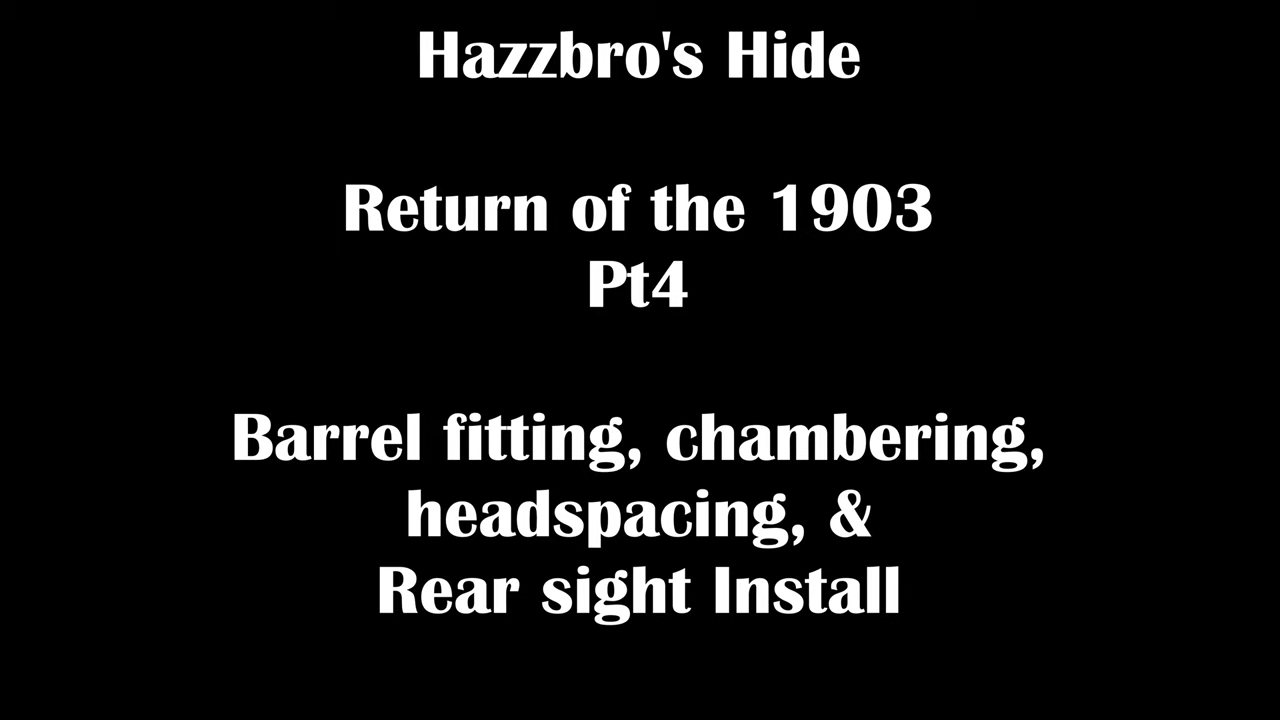 Hazzbro's Hide
Return of the 1903
Pt4
Barrel fitting, chambering,
headspacing, &
Rear sight Install